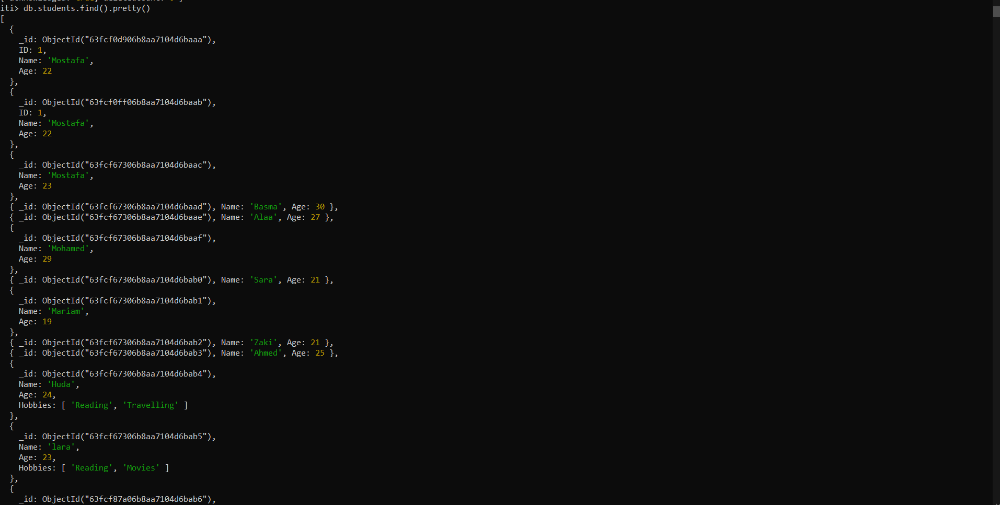 iti> db.students.find().pretty()
[
  {
    _id: ObjectId("63fcf0d906b8aa7104d6baaa"),
    ID: 1,
    Name: 'Mostafa',
    Age: 22
  },
  {
    _id: ObjectId("63fcf0ff06b8aa7104d6baab"),
    ID: 1,
    Name: 'Mostafa',
    Age: 22
  },
  {
    _id: ObjectId("63fcf67306b8aa7104d6baac"),
    Name: 'Mostafa',
    Age: 23
  },
  { _id: ObjectId("63fcf67306b8aa7104d6baad"), Name: 'Basma', Age: 30 },
  { _id: ObjectId("63fcf67306b8aa7104d6baae"), Name: 'Alaa', Age: 27 },
  {
    _id: ObjectId("63fcf67306b8aa7104d6baaf"),
    Name: 'Mohamed',
    Age: 29
  },
  { _id: ObjectId("63fcf67306b8aa7104d6bab0"), Name: 'Sara', Age: 21 },
  {
    _id: ObjectId("63fcf67306b8aa7104d6bab1"),
    Name: 'Mariam',
    Age: 19
  },
  { _id: ObjectId("63fcf67306b8aa7104d6bab2"), Name: 'Zaki', Age: 21 },
  { _id: ObjectId("63fcf67306b8aa7104d6bab3"), Name: 'Ahmed', Age: 25 },
  {
    _id: ObjectId("63fcf67306b8aa7104d6bab4"),
    Name: 'Huda',
    Age: 24,
    Hobbies: [ 'Reading', 'Travelling' ]
  },
  {
    _id: ObjectId("63fcf67306b8aa7104d6bab5"),
    Name: 'lara',
    Age: 23,
    Hobbies: [ 'Reading', 'Movies' ]
  },
  {
    _id: ObjectId("63fcf87a06b8aa7104d6bab6"),